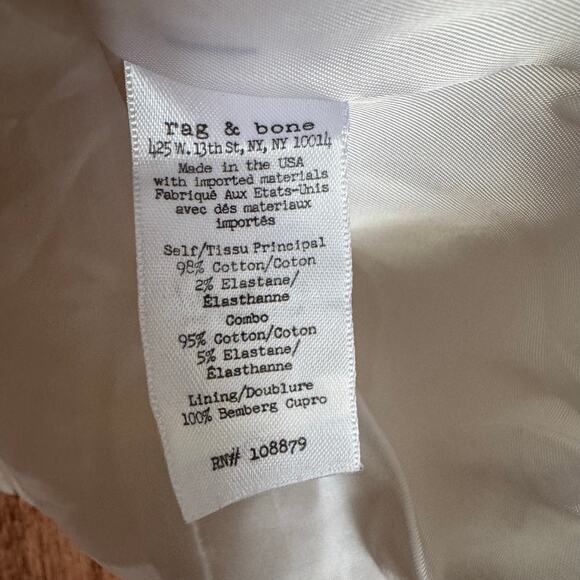 rag & bone
425 W. 13th St, NY, NY 10014
Made in the USA
with imported materials
Fabriqué Aux Etats-Unis
avec dés materiaux
importés
Self/Tissu Principal
98% Cotton/Coton
2% Elastane/
Élasthanne
Combo
95% Cotton/Coton
5% Elastane/
Élasthanne
Lining/Doublure
100% Bemberg Cupro
RN# 108879